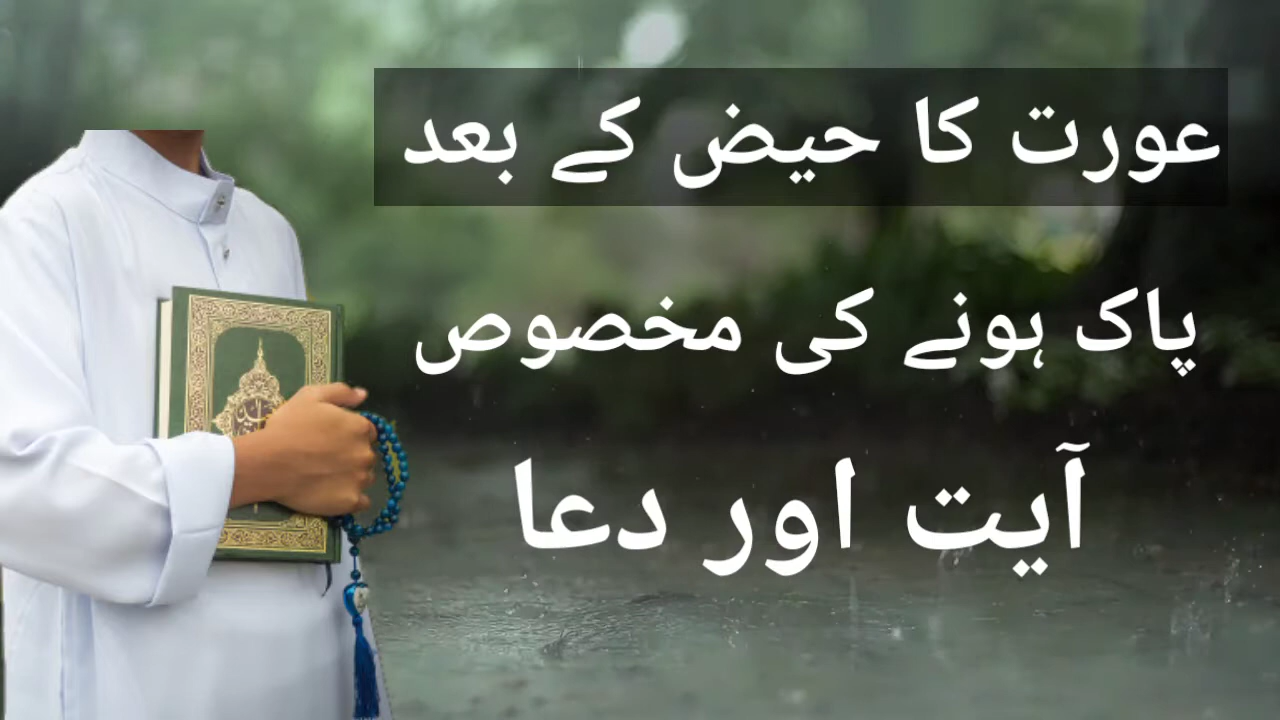 عورت کا حیض کے بعد
پاک ہونے کی مخصوص
آیت اور دعا